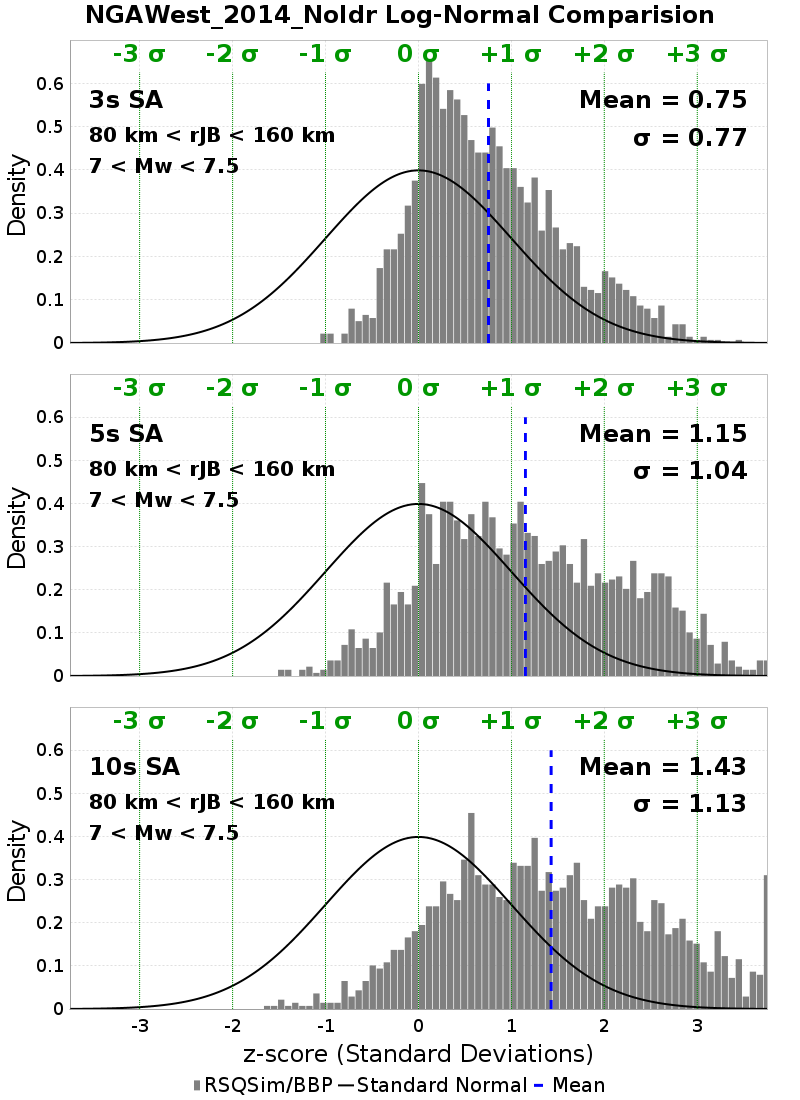 NGAWest_2014_NoIdr Log-Normal Comparision
-3 σ -2 σ -1 σ 0 σ +1 σ +2 σ +3 σ
3s SA Mean = 0.75
80 km < rJB < 160 km σ = 0.77
7 < Mw < 7.5
0.6
0.5
0.4
0.3
0.2
0.1
0
Density
-3 σ -2 σ -1 σ 0 σ +1 σ +2 σ +3 σ
5s SA Mean = 1.15
80 km < rJB < 160 km σ = 1.04
7 < Mw < 7.5
0.6
0.5
0.4
0.3
0.2
0.1
0
Density
-3 σ -2 σ -1 σ 0 σ +1 σ +2 σ +3 σ
10s SA Mean = 1.43
80 km < rJB < 160 km σ = 1.13
7 < Mw < 7.5
0.6
0.5
0.4
0.3
0.2
0.1
0
Density
-3 -2 -1 0 1 2 3
z-score (Standard Deviations)
RSQSim/BBP Standard Normal Mean